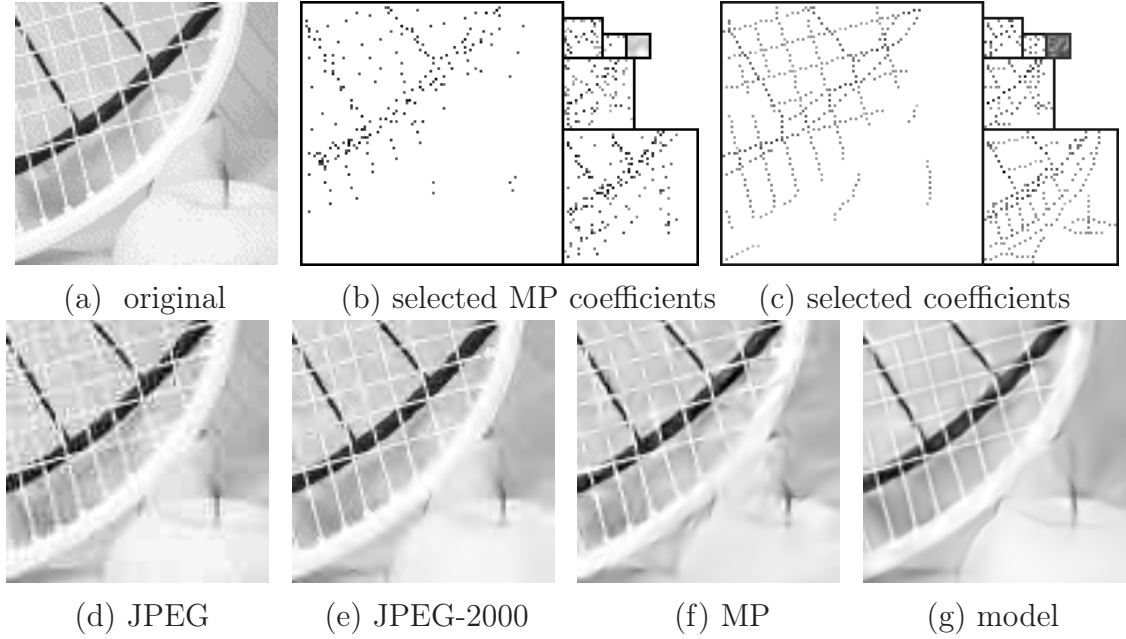 (a) original
(b) selected MP coefficients
(c) selected coefficients
(d) JPEG
(e) JPEG-2000
(f) MP
(g) model